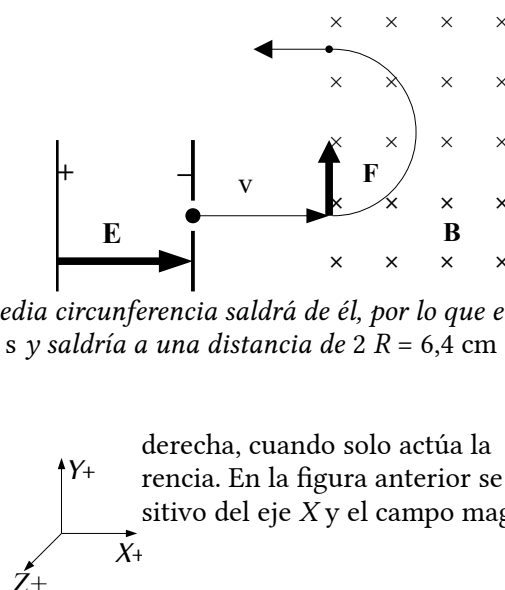 +
–
v
F
E
B
edia circunferencia saldrá de él, por lo que e
s y saldría a una distancia de 2 R = 6,4 cm
derecha, cuando solo actúa la
Y+
rencia. En la figura anterior se
sitivo del eje X y el campo mag
X+
Z+